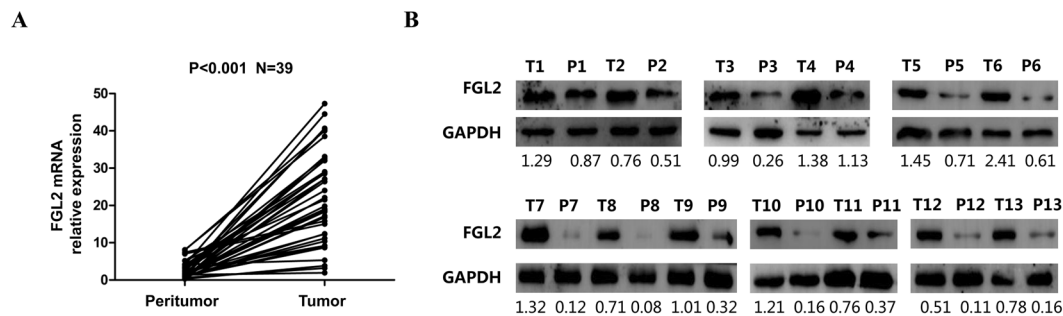 A
P<0.001 N=39
50
40
30
20
10
0
FGL2 mRNA
relative expression
Peritumor Tumor
B
T1 P1 T2 P2 T3 P3 T4 P4 T5 P5 T6 P6
FGL2
GAPDH
1.29 0.87 0.76 0.51 0.99 0.26 1.38 1.13 1.45 0.71 2.41 0.61
T7 P7 T8 P8 T9 P9 T10 P10 T11 P11 T12 P12 T13 P13
FGL2
GAPDH
1.32 0.12 0.71 0.08 1.01 0.32 1.21 0.16 0.76 0.37 0.51 0.11 0.78 0.16